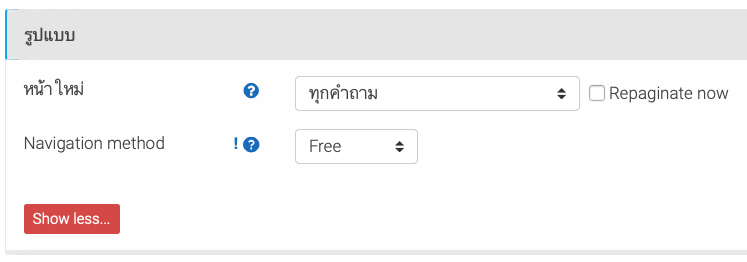 รูปแบบ
หน้าใหม่ ? ทุกคำถาม Repaginate now
Navigation method ! ? Free
Show less...